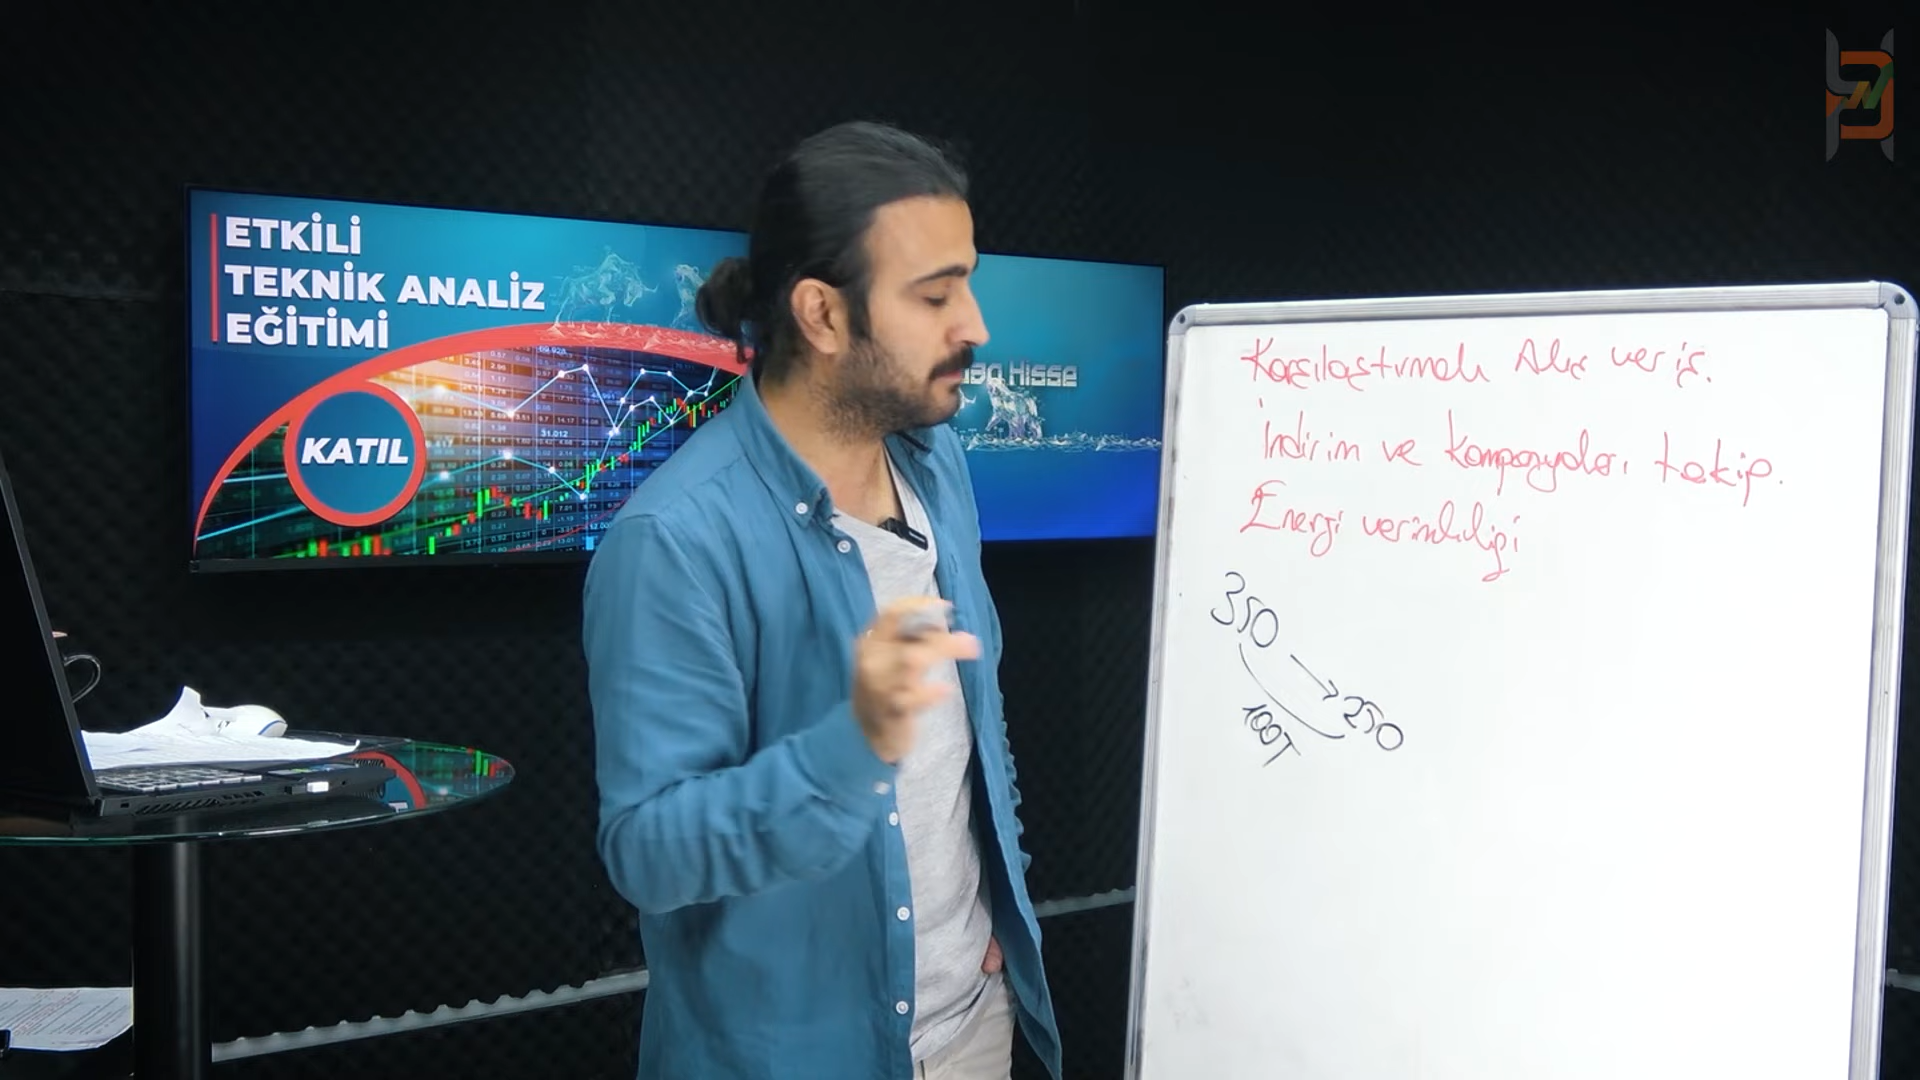 ETKİLİ
TEKNİK ANALİZ
EĞİTİMİ
KATIL
Hisse
Karşılaştırmalı Alış veriş.
İndirim ve Kampanyaları takip.
Energi verimliliği
350
250
100T